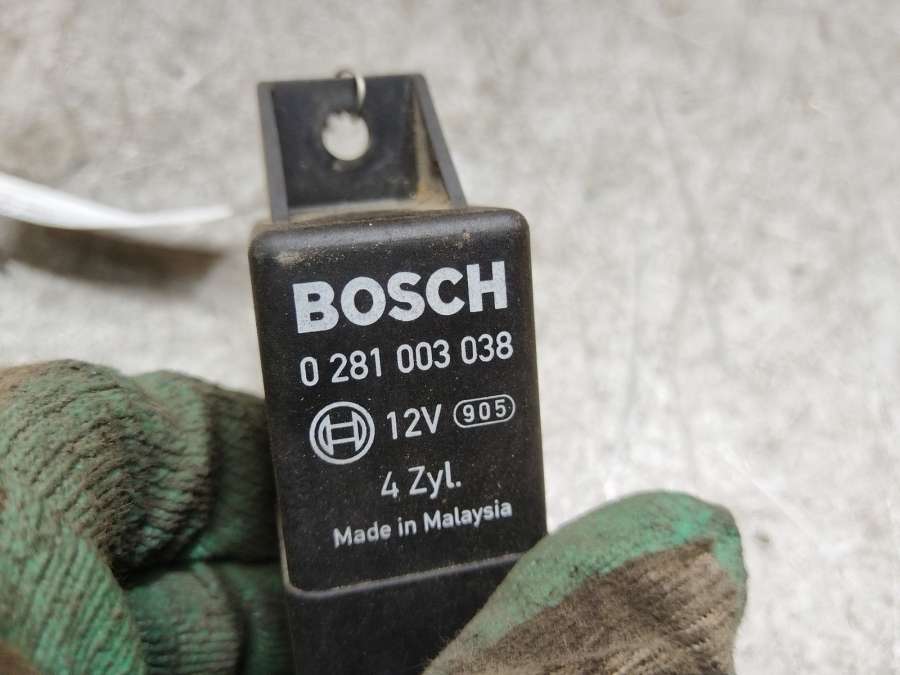 BOSCH
0 281 003 038
12V 905
4 Zyl.
Made in Malaysia